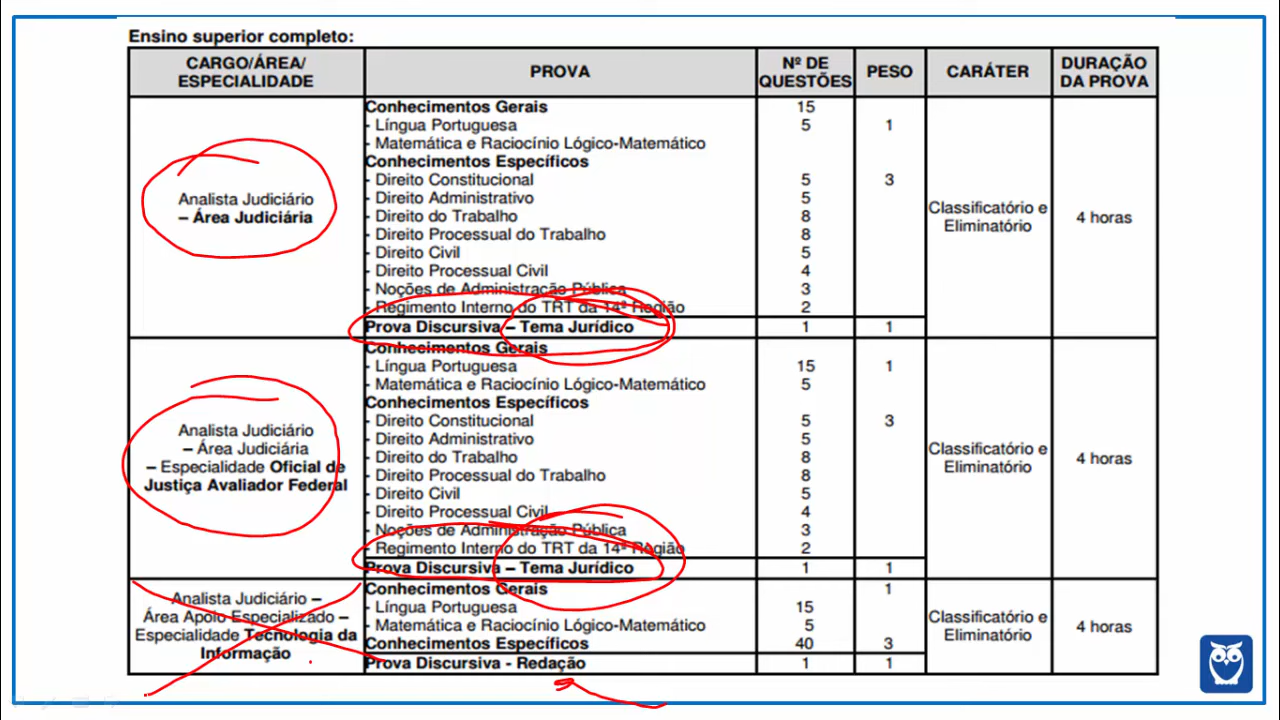 Ensino superior completo:
CARGO/ÁREA/ESPECIALIDADE PROVA Nº DE QUESTÕES PESO CARÁTER DURAÇÃO DA PROVA
Analista Judiciário
– Área Judiciária
Conhecimentos Gerais 15
- Língua Portuguesa 5 1
- Matemática e Raciocínio Lógico-Matemático
Conhecimentos Específicos
- Direito Constitucional 5 3
- Direito Administrativo 5
- Direito do Trabalho 8
- Direito Processual do Trabalho 8
- Direito Civil 5
- Direito Processual Civil 4
- Noções de Administração Pública 3
- Regimento Interno do TRT da 14ª Região 2
Prova Discursiva – Tema Jurídico 1 1
Classificatório e
Eliminatório
4 horas
Analista Judiciário
– Área Judiciária
– Especialidade Oficial de
Justiça Avaliador Federal
Conhecimentos Gerais
- Língua Portuguesa 15 1
- Matemática e Raciocínio Lógico-Matemático 5
Conhecimentos Específicos
- Direito Constitucional 5 3
- Direito Administrativo 5
- Direito do Trabalho 8
- Direito Processual do Trabalho 8
- Direito Civil 5
- Direito Processual Civil 4
- Noções de Administração Pública 3
- Regimento Interno do TRT da 14ª Região 2
Prova Discursiva – Tema Jurídico 1 1
Classificatório e
Eliminatório
4 horas
Analista Judiciário –
Área Apoio Especializado –
Especialidade Tecnologia da
Informação
Conhecimentos Gerais 1
- Língua Portuguesa 15
- Matemática e Raciocínio Lógico-Matemático 5
Conhecimentos Específicos 40 3
Prova Discursiva - Redação 1 1
Classificatório e
Eliminatório
4 horas